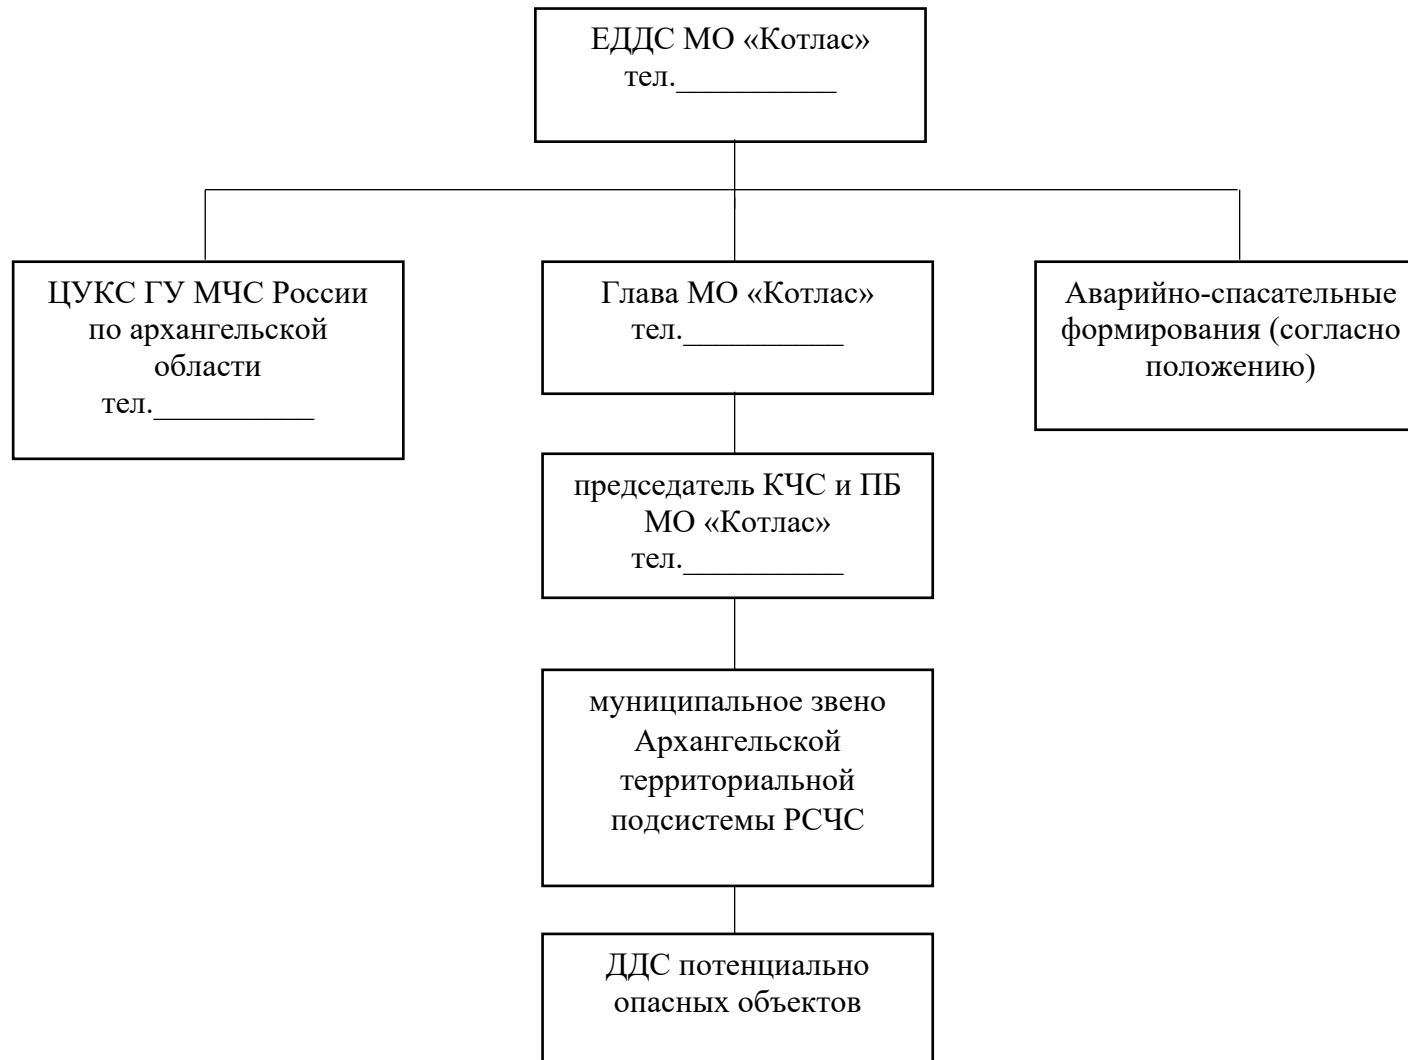 ЕДДС МО «Котлас»
тел.__________
ЦУКС ГУ МЧС России
по архангельской
области
тел.__________
Глава МО «Котлас»
тел.__________
Аварийно-спасательные
формирования (согласно
положению)
председатель КЧС и ПБ
МО «Котлас»
тел.__________
муниципальное звено
Архангельской
территориальной
подсистемы РСЧС
ДДС потенциально
опасных объектов